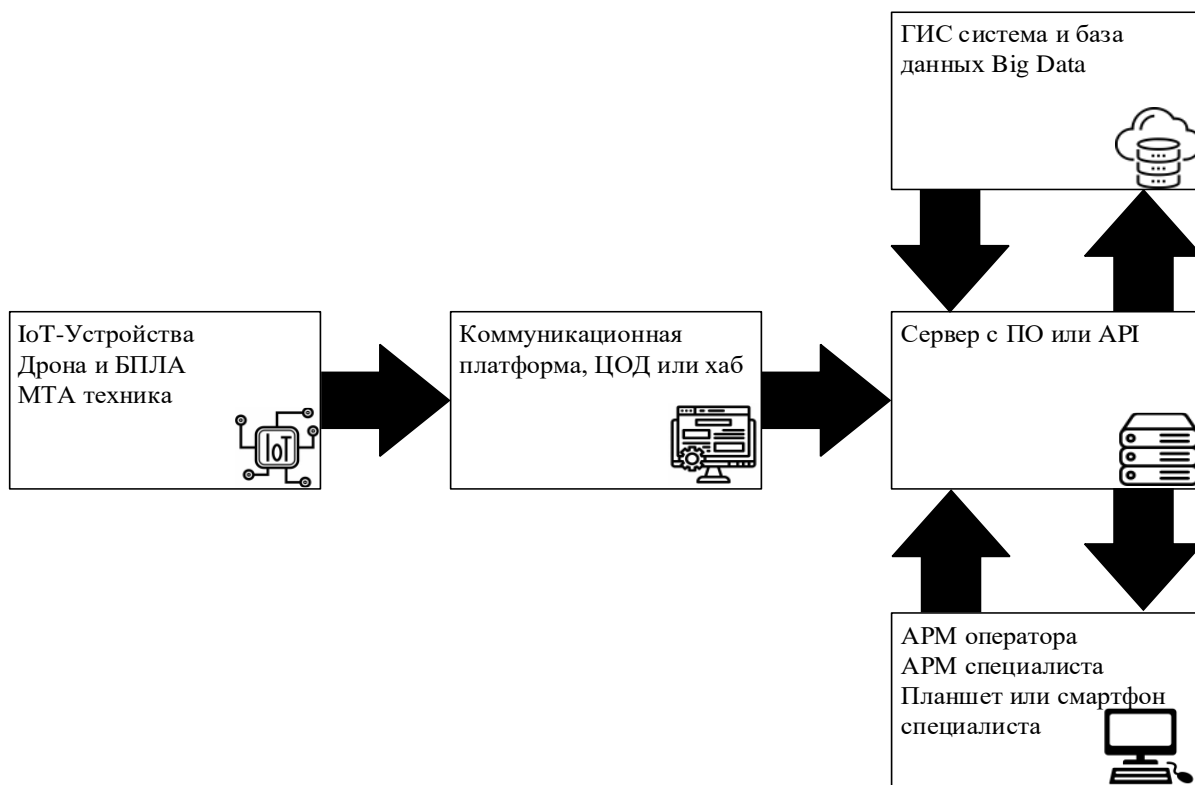 ГИС система и база
данных Big Data
IoT-Устройства
Дрона и БПЛА
МТА техника
IoT
Коммуникационная
платформа, ЦОД или хаб
Сервер с ПО или API
АРМ оператора
АРМ специалиста
Планшет или смартфон
специалиста